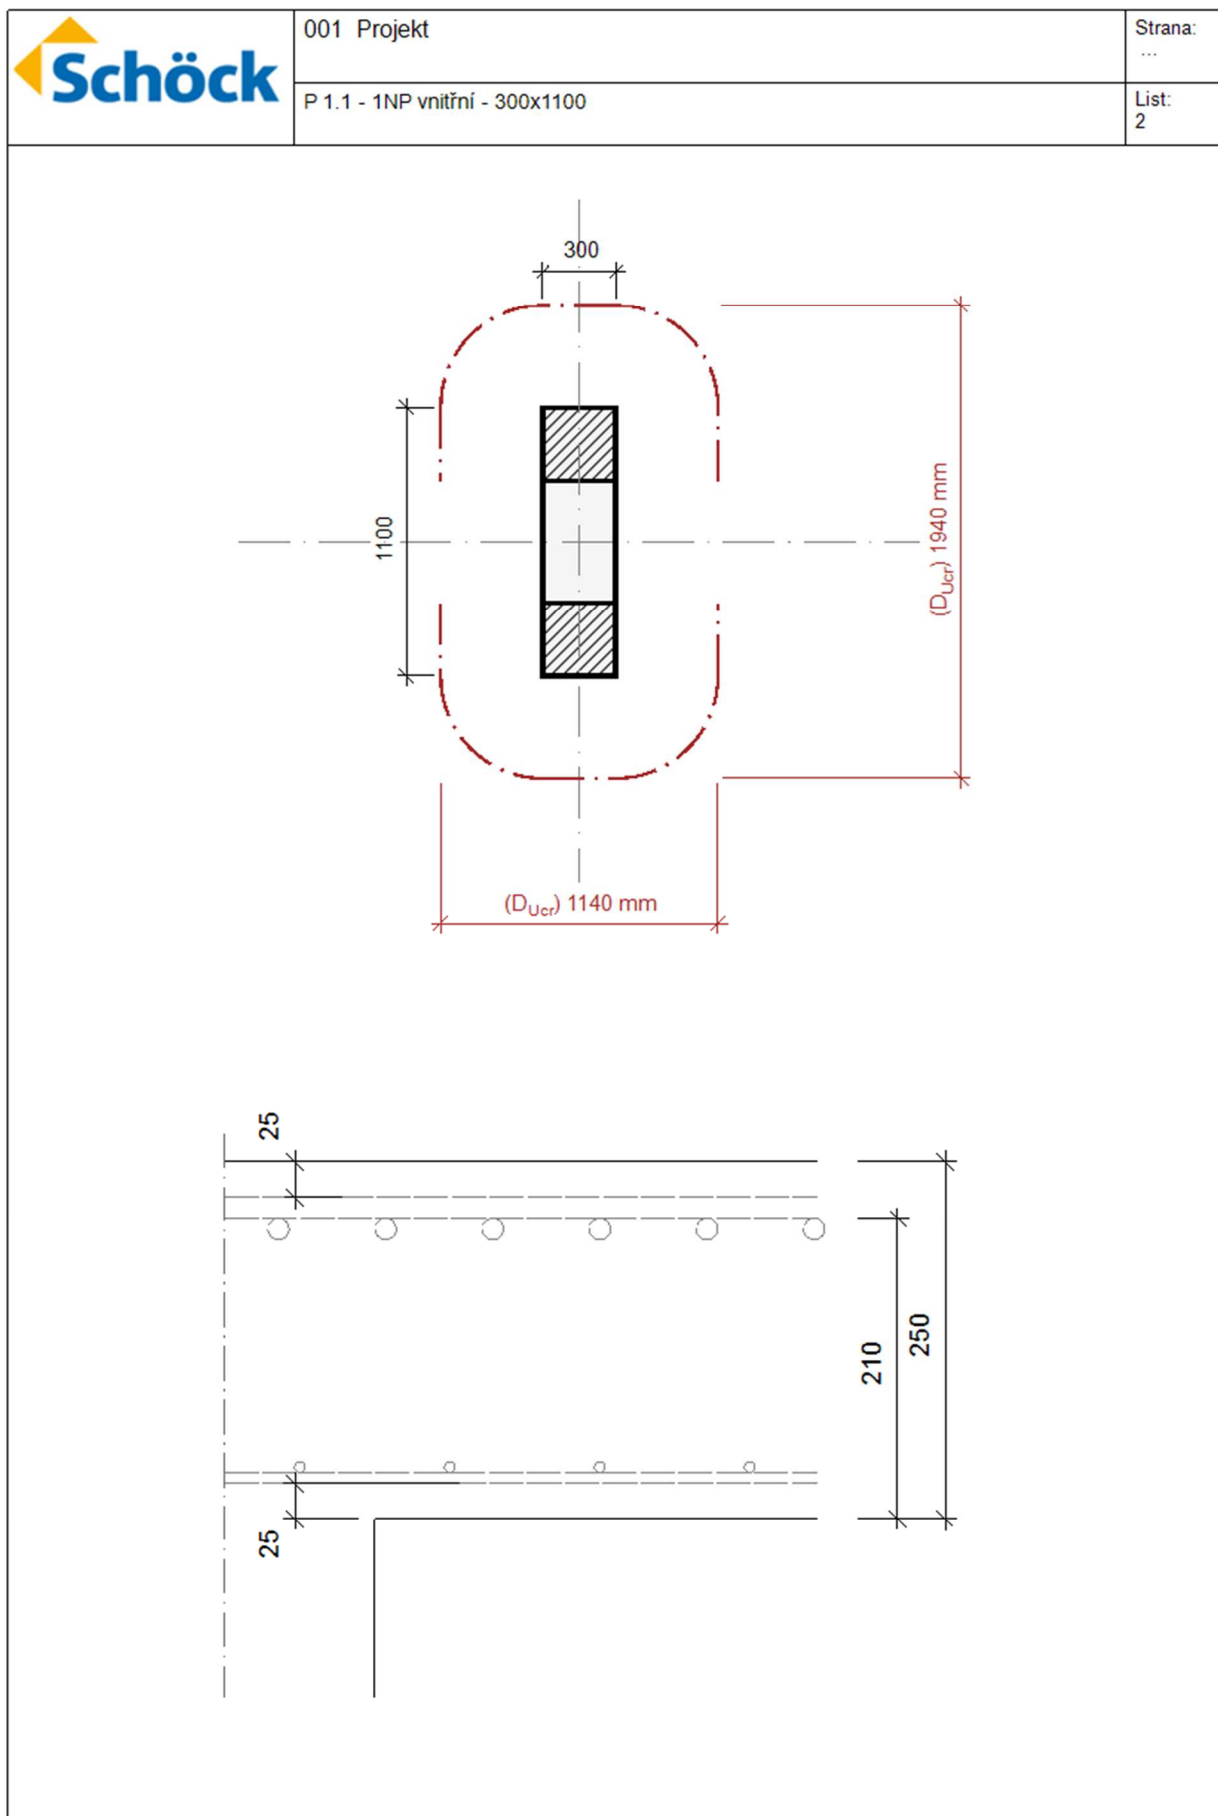 Schöck
001 Projekt
Strana:
...
P 1.1 - 1NP vnitřní - 300x1100
List:
2
300
1100
(DUcr) 1940 mm
(DUcr) 1140 mm
25
210
250
25